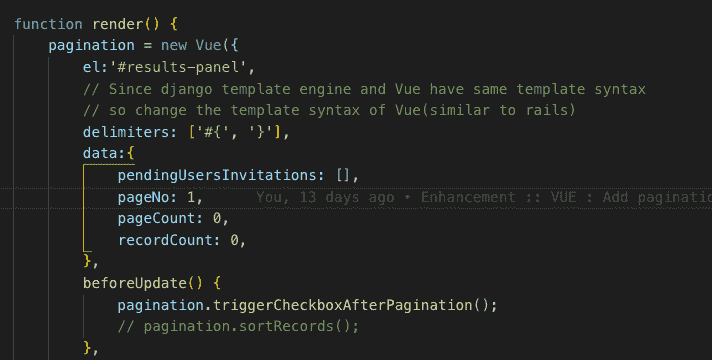 function render() {
pagination = new Vue({
el:'#results-panel',
// Since django template engine and Vue have same template syntax
// so change the template syntax of Vue(similar to rails)
delimiters: ['#{', '}'],
data:{
pendingUsersInvitations: [],
pageNo: 1, You, 13 days ago • Enhancement :: VUE : Add paginatio
pageCount: 0,
recordCount: 0,
},
beforeUpdate() {
pagination.triggerCheckboxAfterPagination();
// pagination.sortRecords();
},